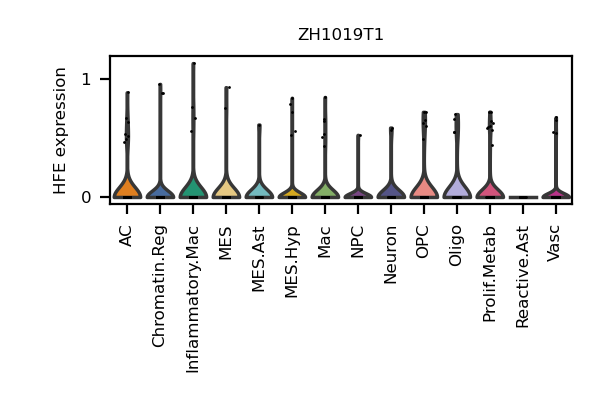 ZH1019T1
HFE expression
1
0
AC
Chromatin.Reg
Inflammatory.Mac
MES
MES.Ast
MES.Hyp
Mac
NPC
Neuron
OPC
Oligo
Prolif.Metab
Reactive.Ast
Vasc